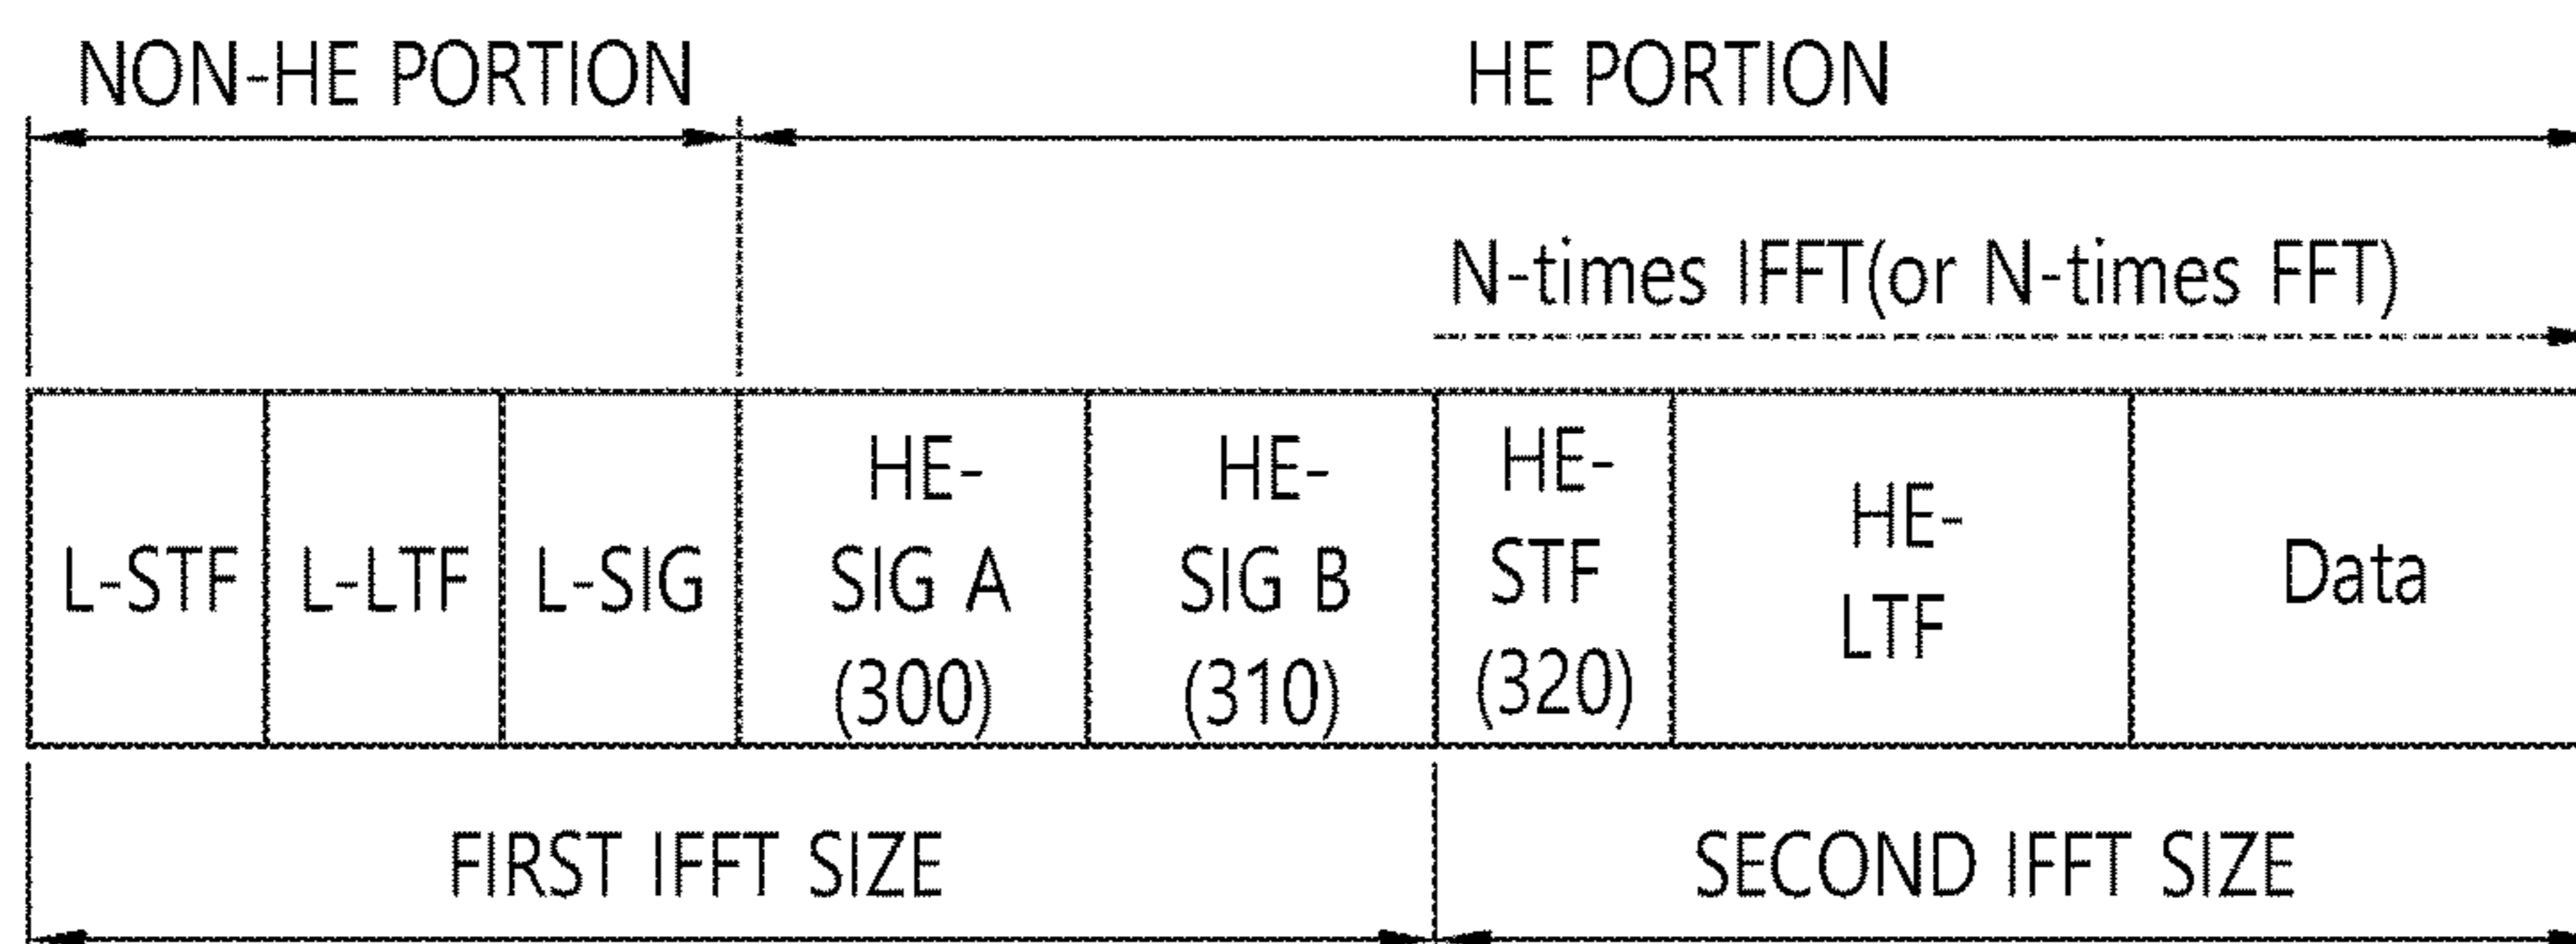 NON-HE PORTION
HE PORTION
N-times IFFT(or N-times FFT)
L-STF
L-LTF
L-SIG
HE-
SIG A
(300)
HE-
SIG B
(310)
HE-
STF
(320)
HE-
LTF
Data
FIRST IFFT SIZE
SECOND IFFT SIZE